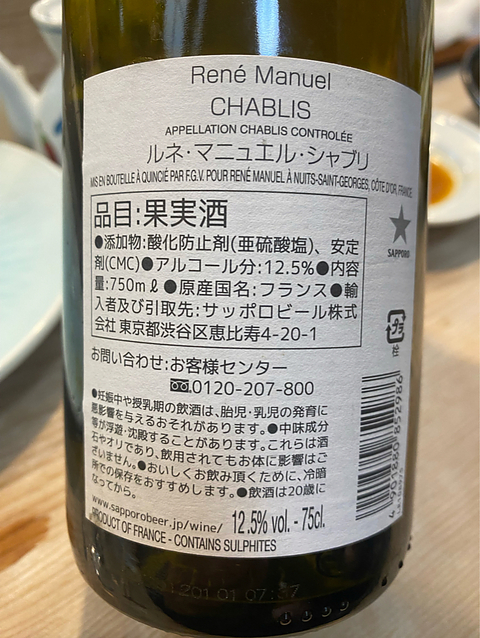 René Manuel
CHABLIS
APPELLATION CHABLIS CONTROLÉE
ルネ・マニュエル・シャブリ
MIS EN BOUTEILLE À QUINCIÉ PAR F.G.V. POUR RENÉ MANUEL À NUITS-SAINT-GEORGES, CÔTE D'OR, FRANCE
品目:果実酒
●添加物:酸化防止剤(亜硫酸塩)、安定
剤(CMC)●アルコール分:12.5%●内容
量:750mℓ●原産国名:フランス●輸
入者及び引取先:サッポロビール株式
会社 東京都渋谷区恵比寿4-20-1
SAPPORO
プラ
栓
お問い合わせ:お客様センター
0120-207-800
●妊娠中や授乳期の飲酒は、胎児・乳児の発育に
悪影響を与えるおそれがあります。●中味成分
等が浮遊・沈殿することがあります。これらは酒
石やオリであり、飲用されてもお体に影響はご
ざいません。●おいしくお飲み頂くために、冷暗
所での保存をおすすめします。●飲酒は20歳に
なってから。
www.sapporobeer.jp/wine/ 12.5% vol. - 75cl.
PRODUCT OF FRANCE - CONTAINS SULPHITES
4 901880 852986